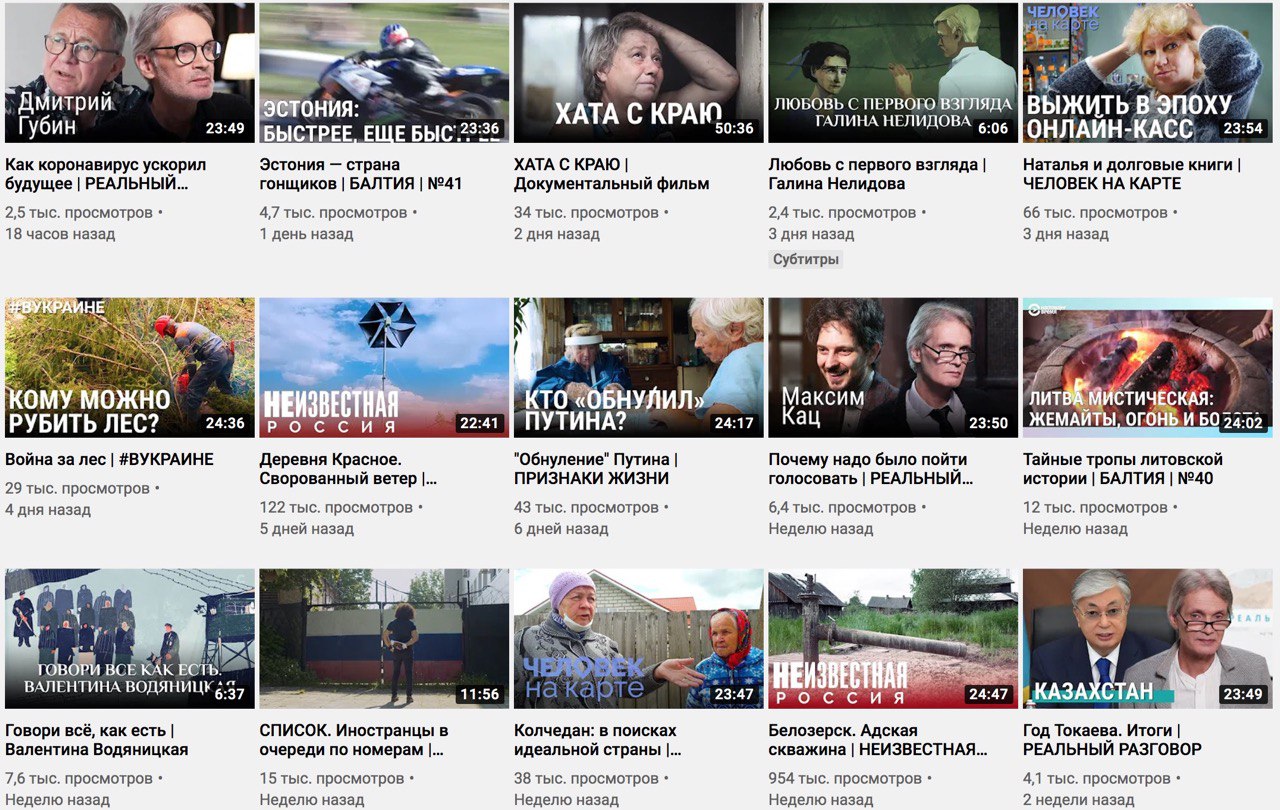 Дмитрий
Губин
23:49
Как коронавирус ускорил
будущее | РЕАЛЬНЫЙ...
2,5 тыс. просмотров •
18 часов назад
ЭСТОНИЯ:
БЫСТРЕЕ, ЕЩЕ БЫСТРЕЕ
23:36
Эстония — страна
гонщиков | БАЛТИЯ | №41
4,7 тыс. просмотров •
1 день назад
ХАТА С КРАЮ
50:36
ХАТА С КРАЮ |
Документальный фильм
34 тыс. просмотров •
2 дня назад
ЛЮБОВЬ С ПЕРВОГО ВЗГЛЯДА
ГАЛИНА НЕЛИДОВА
6:06
Любовь с первого взгляда |
Галина Нелидова
2,4 тыс. просмотров •
3 дня назад
Субтитры
ЧЕЛОВЕК
на карте
ВЫЖИТЬ В ЭПОХУ
ОНЛАЙН-КАСС
23:54
Наталья и долговые книги |
ЧЕЛОВЕК НА КАРТЕ
66 тыс. просмотров •
3 дня назад
#ВУКРАИНЕ
КОМУ МОЖНО
РУБИТЬ ЛЕС?
24:36
Война за лес | #ВУКРАИНЕ
29 тыс. просмотров •
4 дня назад
НЕИЗВЕСТНАЯ
РОССИЯ
22:41
Деревня Красное.
Сворованный ветер |...
122 тыс. просмотров •
5 дней назад
КТО «ОБНУЛИЛ»
ПУТИНА?
24:17
"Обнуление" Путина |
ПРИЗНАКИ ЖИЗНИ
43 тыс. просмотров •
6 дней назад
Максим
Кац
23:50
Почему надо было пойти
голосовать | РЕАЛЬНЫЙ...
6,4 тыс. просмотров •
Неделю назад
ВРЕМЯ
ЛИТВА МИСТИЧЕСКАЯ:
ЖЕМАЙТЫ, ОГОНЬ И
24:02
Тайные тропы литовской
истории | БАЛТИЯ | №40
12 тыс. просмотров •
Неделю назад
ГОВОРИ ВСЕ КАК ЕСТЬ.
ВАЛЕНТИНА ВОДЯНИЦКАЯ
6:37
Говори всё, как есть |
Валентина Водяницкая
7,6 тыс. просмотров •
Неделю назад
11:56
СПИСОК. Иностранцы в
очереди по номерам |...
15 тыс. просмотров •
Неделю назад
ЧЕЛОВЕК
на карте
23:47
Колчедан: в поисках
идеальной страны |...
38 тыс. просмотров •
Неделю назад
НЕИЗВЕСТНАЯ
РОССИЯ
24:47
Белозерск. Адская
скважина | НЕИЗВЕСТНАЯ...
954 тыс. просмотров •
Неделю назад
КАЗАХСТАН
23:49
Год Токаева. Итоги |
РЕАЛЬНЫЙ РАЗГОВОР
4,1 тыс. просмотров •
2 недели назад